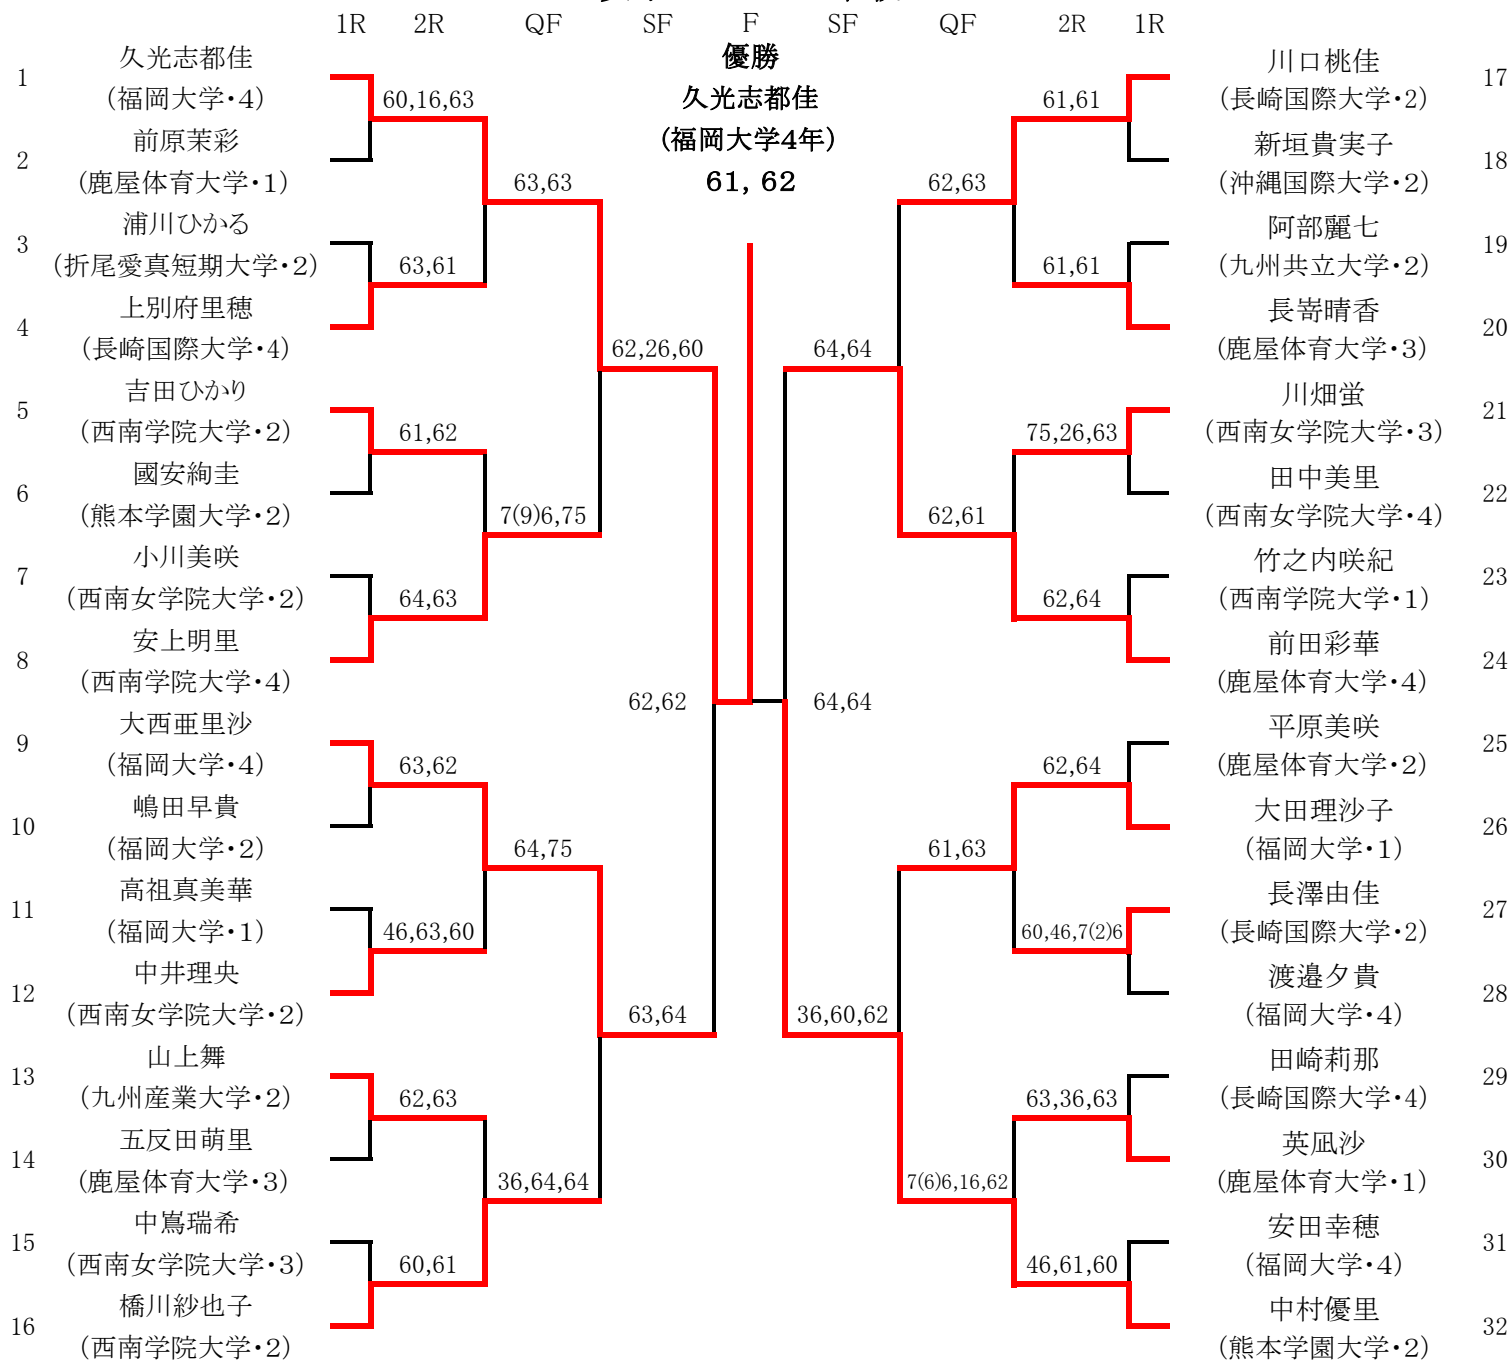 1R 2R QF SF F SF QF 2R 1R
優勝
久光志都佳
(福岡大学4年)
61, 62
1
久光志都佳
(福岡大学・4)
2
前原茉彩
(鹿屋体育大学・1)
3
浦川ひかる
(折尾愛真短期大学・2)
4
上別府里穂
(長崎国際大学・4)
5
吉田ひかり
(西南学院大学・2)
6
國安絢圭
(熊本学園大学・2)
7
小川美咲
(西南女学院大学・2)
8
安上明里
(西南学院大学・4)
9
大西亜里沙
(福岡大学・4)
10
嶋田早貴
(福岡大学・2)
11
高祖真美華
(福岡大学・1)
12
中井理央
(西南女学院大学・2)
13
山上舞
(九州産業大学・2)
14
五反田萌里
(鹿屋体育大学・3)
15
中嶌瑞希
(西南女学院大学・3)
16
橋川紗也子
(西南学院大学・2)
60,16,63
63,61
61,62
64,63
63,62
46,63,60
62,63
60,61
63,63
7(9)6,75
64,75
36,64,64
62,26,60
63,64
62,62
64,64
64,64
36,60,62
62,63
62,61
61,63
7(6)6,16,62
61,61
61,61
75,26,63
62,64
62,64
60,46,7(2)6
63,36,63
46,61,60
川口桃佳
(長崎国際大学・2)
17
新垣貴実子
(沖縄国際大学・2)
18
阿部麗七
(九州共立大学・2)
19
長嵜晴香
(鹿屋体育大学・3)
20
川畑蛍
(西南女学院大学・3)
21
田中美里
(西南女学院大学・4)
22
竹之内咲紀
(西南学院大学・1)
23
前田彩華
(鹿屋体育大学・4)
24
平原美咲
(鹿屋体育大学・2)
25
大田理沙子
(福岡大学・1)
26
長澤由佳
(長崎国際大学・2)
27
渡邉夕貴
(福岡大学・4)
28
田崎莉那
(長崎国際大学・4)
29
英凪沙
(鹿屋体育大学・1)
30
安田幸穂
(福岡大学・4)
31
中村優里
(熊本学園大学・2)
32